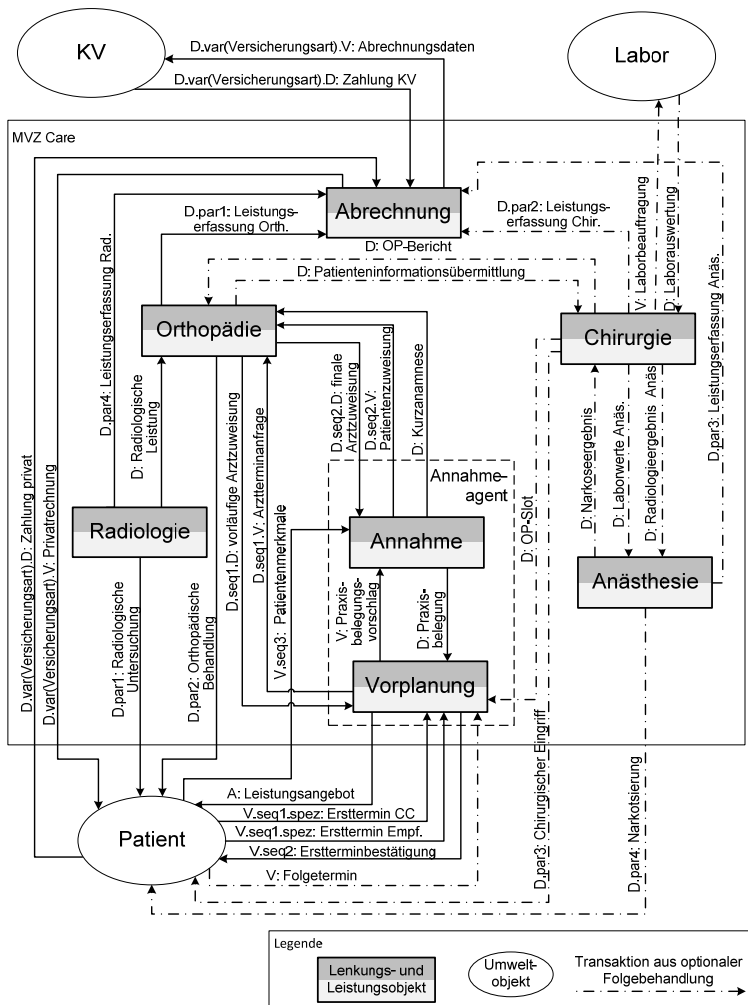 KV
D.var(Versicherungsart).V: Abrechnungsdaten
D.var(Versicherungsart).D: Zahlung KV
Labor
MVZ Care
Abrechnung
D.par1: Leistungs-
erfassung Orth.
D.par2: Leistungs-
erfassung Chir.
D: OP-Bericht
D: Patienteninformationsübermittlung
V: Laborbeauftragung
D: Laborauswertung
D.par3: Leistungserfassung Anäs.
D.par4: Leistungserfassung Rad.
Orthopädie
Chirurgie
D: Radiologische
Leistung
D.seq1.D: vorläufige Arztzuweisung
D.seq1.V: Arztterminanfrage
V.seq3: Patientenmerkmale
D.seq2.D: finale
Arztzuweisung
D.seq2.V:
Patientenzuweisung
D: Kurzanamnese
D: Narkoseergebnis
D: Laborwerte Anäs.
D: Radiologieergebnis Anäs.
Annahme-
agent
D: OP-Slot
Radiologie
Annahme
Anästhesie
D.var(Versicherungsart).D: Zahlung privat
D.var(Versicherungsart).V: Privatrechnung
D.par1: Radiologische
Untersuchung
D.par2: Orthopädische
Behandlung
V: Praxis-
belegungs-
vorschlag
D: Praxis-
belegung
Vorplanung
D.par3: Chirurgischer Eingriff
D.par4: Narkotsierung
A: Leistungsangebot
V.seq1.spez: Ersttermin CC
Patient
V.seq1.spez: Ersttermin Empf.
V.seq2: Erstterminbestätigung
V: Folgetermin
Legende
Lenkungs- und
Leistungsobjekt
Umwelt-
objekt
Transaktion aus optionaler
Folgebehandlung